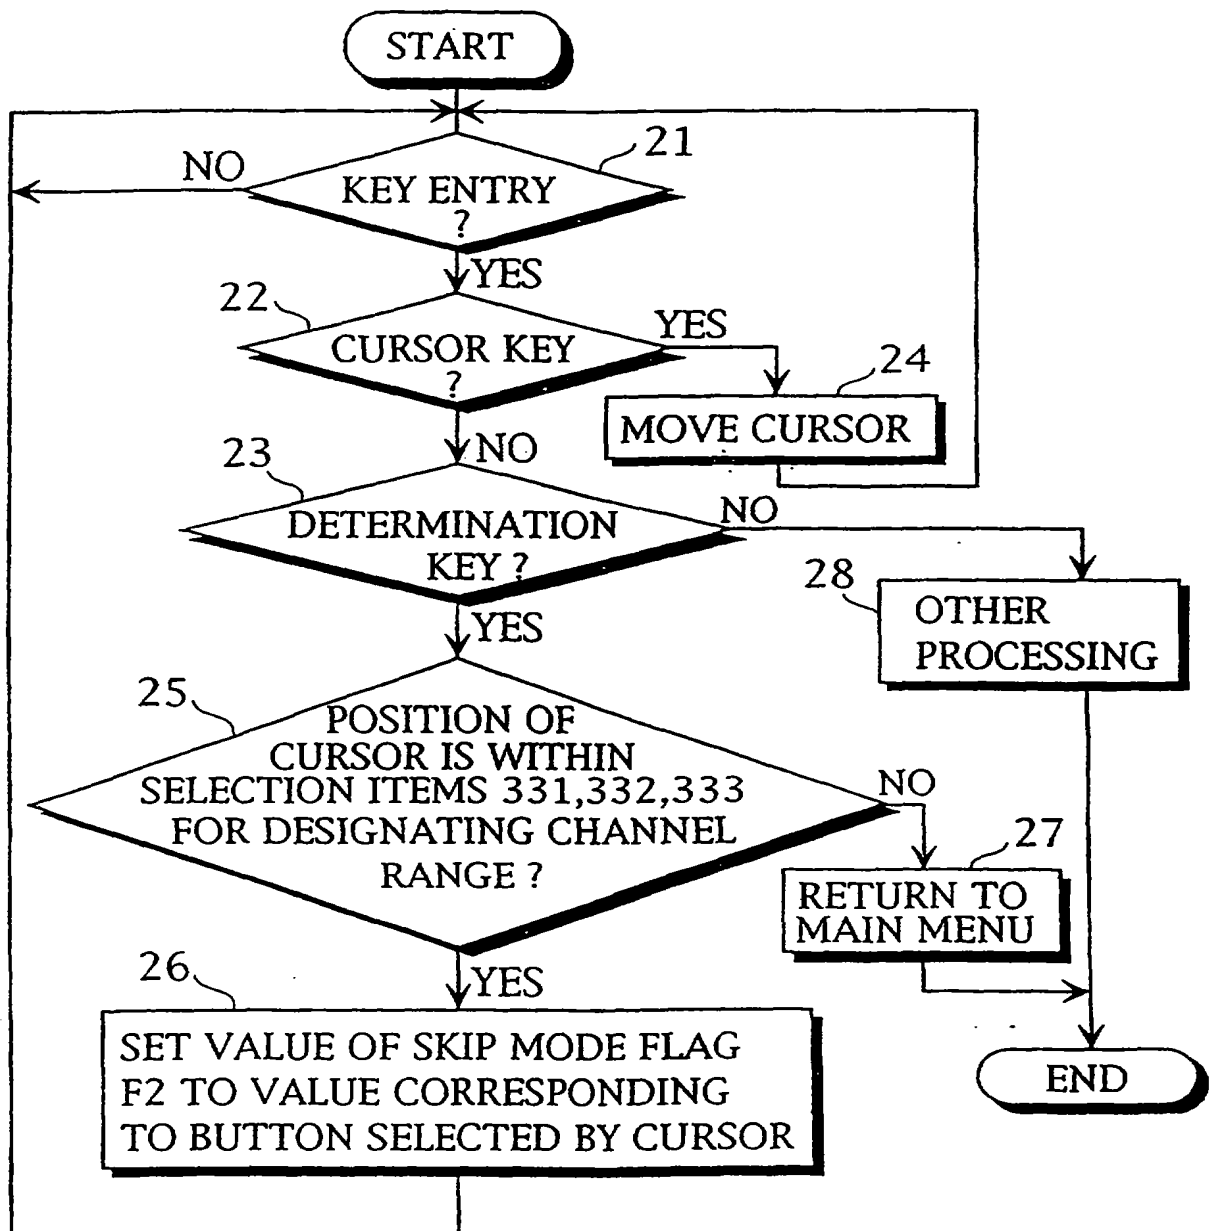 START
21
NO
KEY ENTRY
?
YES
22
YES
CURSOR KEY
?
24
MOVE CURSOR
NO
23
NO
DETERMINATION
KEY ?
28
OTHER
PROCESSING
YES
25
POSITION OF
CURSOR IS WITHIN
SELECTION ITEMS 331,332,333
FOR DESIGNATING CHANNEL
RANGE ?
NO
27
RETURN TO
MAIN MENU
YES
26
SET VALUE OF SKIP MODE FLAG
F2 TO VALUE CORRESPONDING
TO BUTTON SELECTED BY CURSOR
END